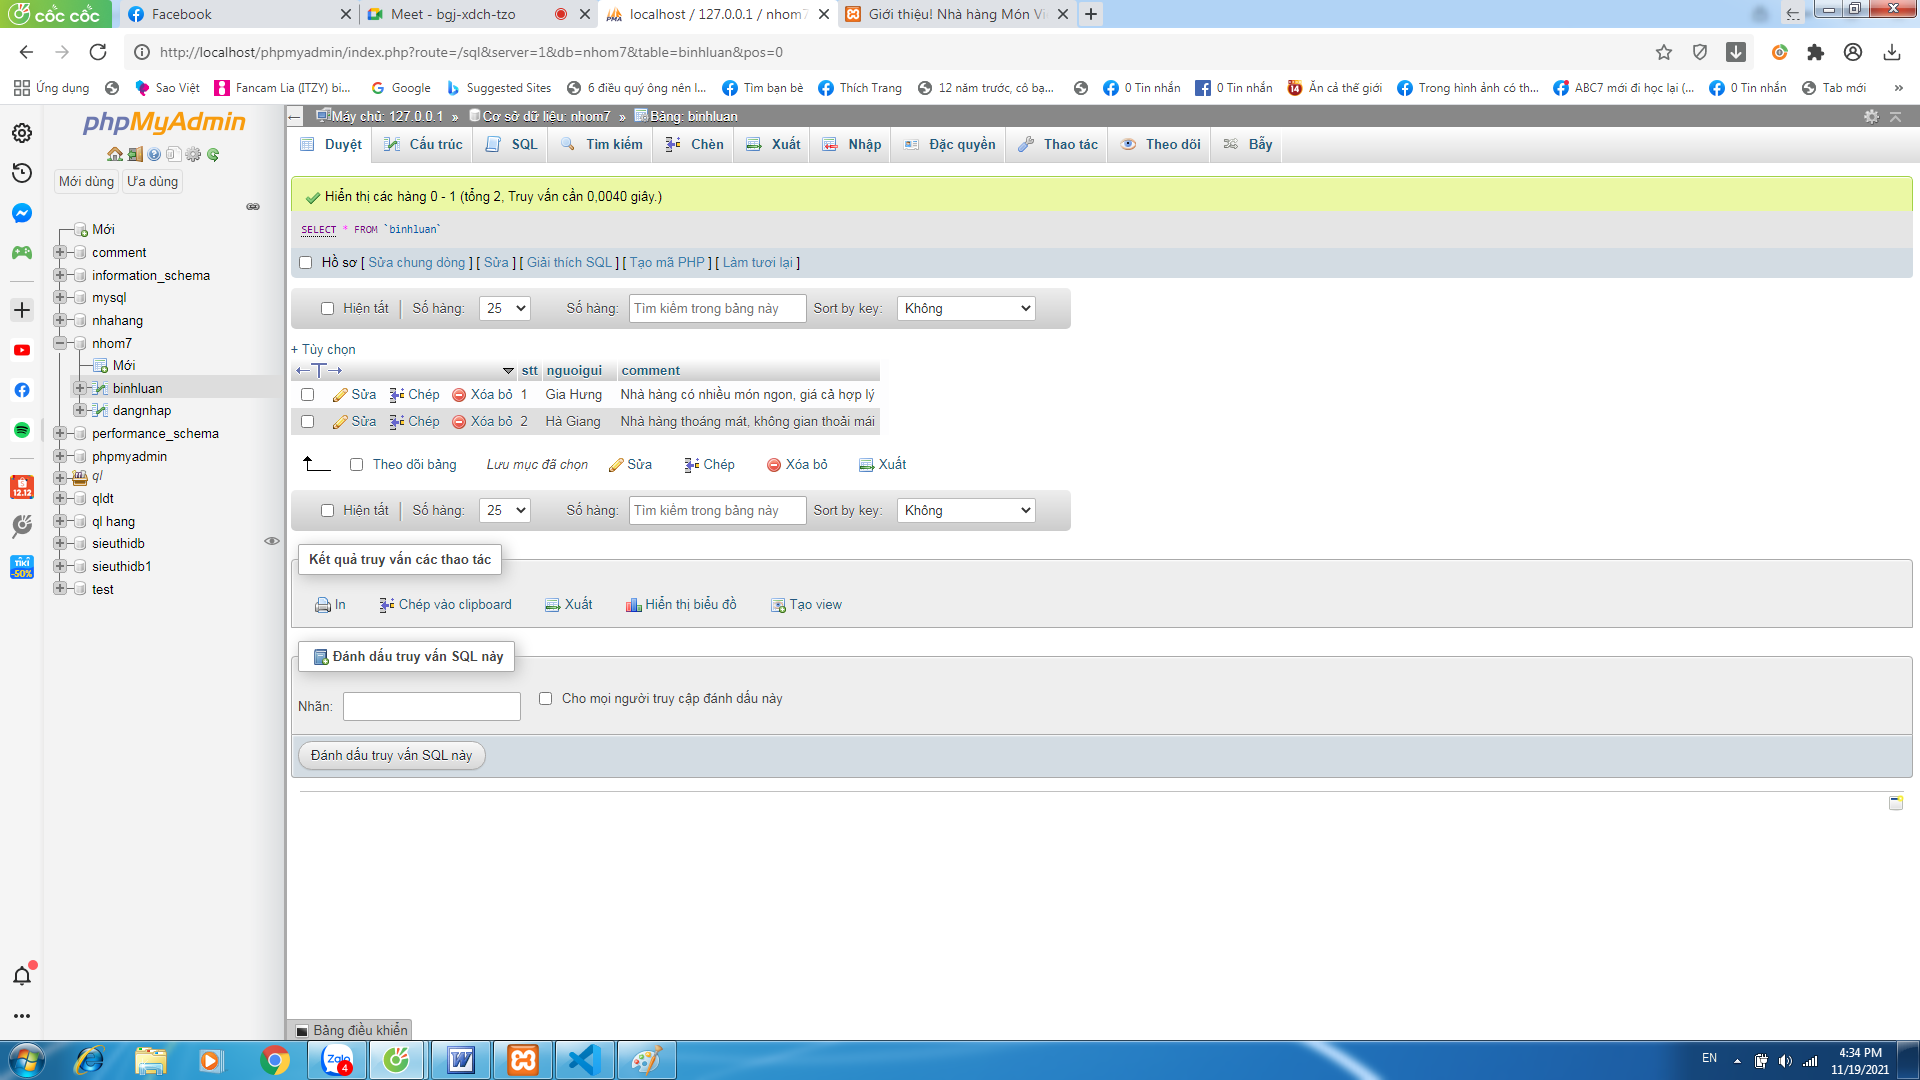 cốc cốc
Facebook
Meet - bgj-xdch-tzo
localhost / 127.0.0.1 / nhom7
Giới thiệu! Nhà hàng Món Vi
http://localhost/phpmyadmin/index.php?route=/sql&server=1&db=nhom7&table=binhluan&pos=0
Ứng dụng
Sao Việt
Fancam Lia (ITZY) bi...
Google
Suggested Sites
6 điều quý ông nên l...
Tìm bạn bè
Thích Trang
12 năm trước, cô bạ...
0 Tin nhắn
0 Tin nhắn
Ăn cả thế giới
Trong hình ảnh có th...
ABC7 mới đi học lại (...
0 Tin nhắn
Tab mới
»
phpMyAdmin
Mới dùng
Ưa dùng
Mới
comment
information_schema
mysql
nhahang
nhom7
Mới
binhluan
dangnhap
performance_schema
phpmyadmin
ql
qldt
ql hang
sieuthidb
sieuthidb1
test
12.12
TIKI
-50%
Máy chủ: 127.0.0.1 » Cơ sở dữ liệu: nhom7 » Bảng: binhluan
Duyệt
Cấu trúc
SQL
Tìm kiếm
Chèn
Xuất
Nhập
Đặc quyền
Thao tác
Theo dõi
Bẫy
Hiển thị các hàng 0 - 1 (tổng 2, Truy vấn cần 0,0040 giây.)
SELECT * FROM `binhluan`
Hồ sơ [ Sửa chung dòng ] [ Sửa ] [ Giải thích SQL ] [ Tạo mã PHP ] [ Làm tươi lại ]
Hiện tất
Số hàng:
25
Số hàng:
Tìm kiếm trong bảng này
Sort by key:
Không
+ Tùy chọn
←T→
stt
nguoigui
comment
Sửa
Chép
Xóa bỏ
1
Gia Hưng
Nhà hàng có nhiều món ngon, giá cả hợp lý
Sửa
Chép
Xóa bỏ
2
Hà Giang
Nhà hàng thoáng mát, không gian thoải mái
Theo dõi bảng
Lưu mục đã chọn
Sửa
Chép
Xóa bỏ
Xuất
Hiện tất
Số hàng:
25
Số hàng:
Tìm kiếm trong bảng này
Sort by key:
Không
Kết quả truy vấn các thao tác
In
Chép vào clipboard
Xuất
Hiển thị biểu đồ
Tạo view
Đánh dấu truy vấn SQL này
Nhãn:
Cho mọi người truy cập đánh dấu này
Đánh dấu truy vấn SQL này
Bảng điều khiển
Zalo
4
EN
4:34 PM
11/19/2021